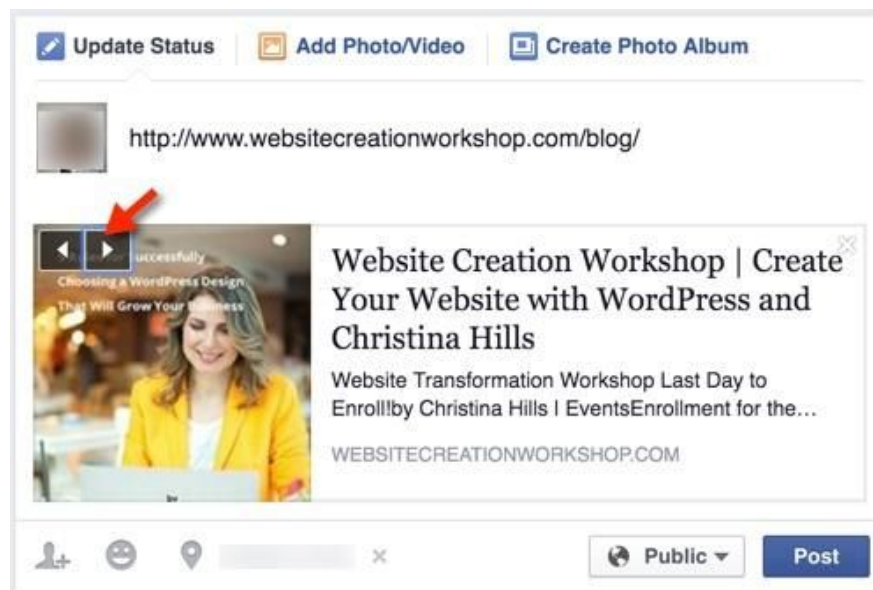 Update Status Add Photo/Video Create Photo Album
http://www.websitecreationworkshop.com/blog/
Successfully
Choosing a WordPress Design
That Will Grow Your Business
by
Website Creation Workshop | Create
Your Website with WordPress and
Christina Hills
Website Transformation Workshop Last Day to
Enroll!by Christina Hills I EventsEnrollment for the...
WEBSITECREATIONWORKSHOP.COM
Public Post